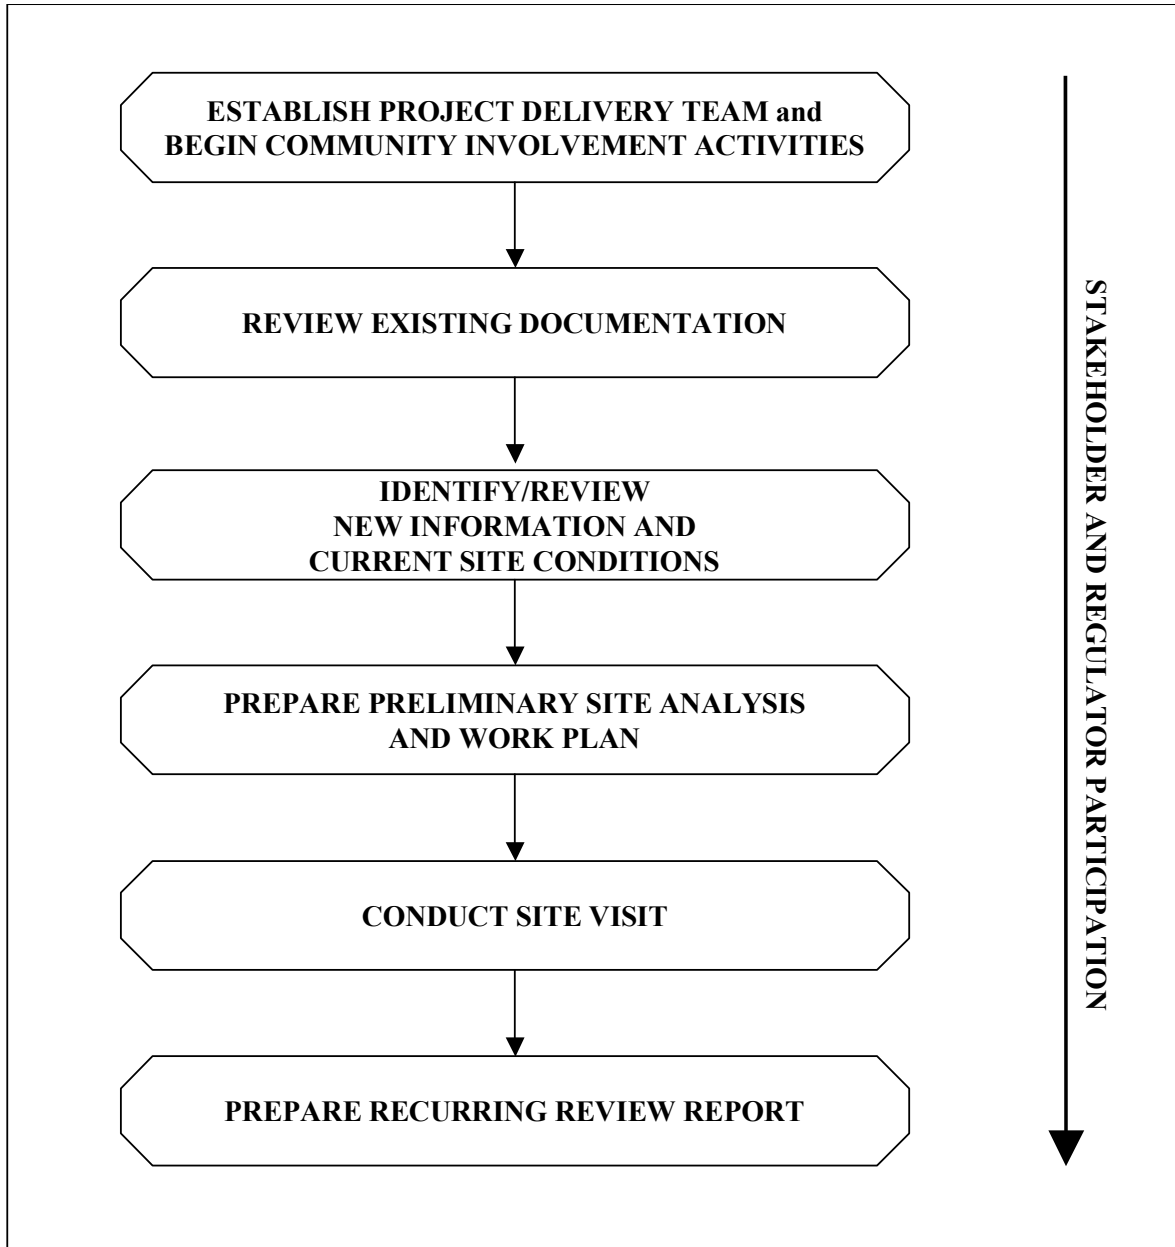 ESTABLISH PROJECT DELIVERY TEAM and
BEGIN COMMUNITY INVOLVEMENT ACTIVITIES
REVIEW EXISTING DOCUMENTATION
IDENTIFY/REVIEW
NEW INFORMATION AND
CURRENT SITE CONDITIONS
PREPARE PRELIMINARY SITE ANALYSIS
AND WORK PLAN
CONDUCT SITE VISIT
PREPARE RECURRING REVIEW REPORT
STAKEHOLDER AND REGULATOR PARTICIPATION